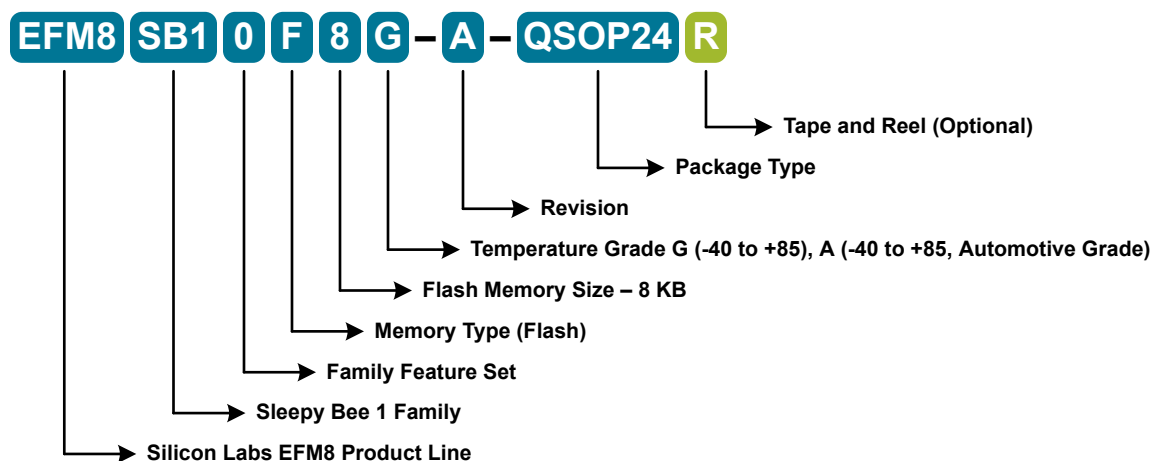 EFM8 SB1 0 F 8 G – A – QSOP24 R
Tape and Reel (Optional)
Package Type
Revision
Temperature Grade G (-40 to +85), A (-40 to +85, Automotive Grade)
Flash Memory Size – 8 KB
Memory Type (Flash)
Family Feature Set
Sleepy Bee 1 Family
Silicon Labs EFM8 Product Line